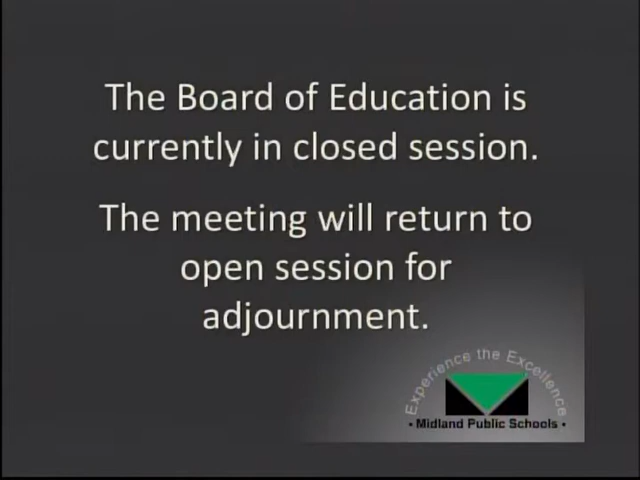 The Board of Education is
currently in closed session.
The meeting will return to
open session for
adjournment.
Experience the Excellence
• Midland Public Schools •